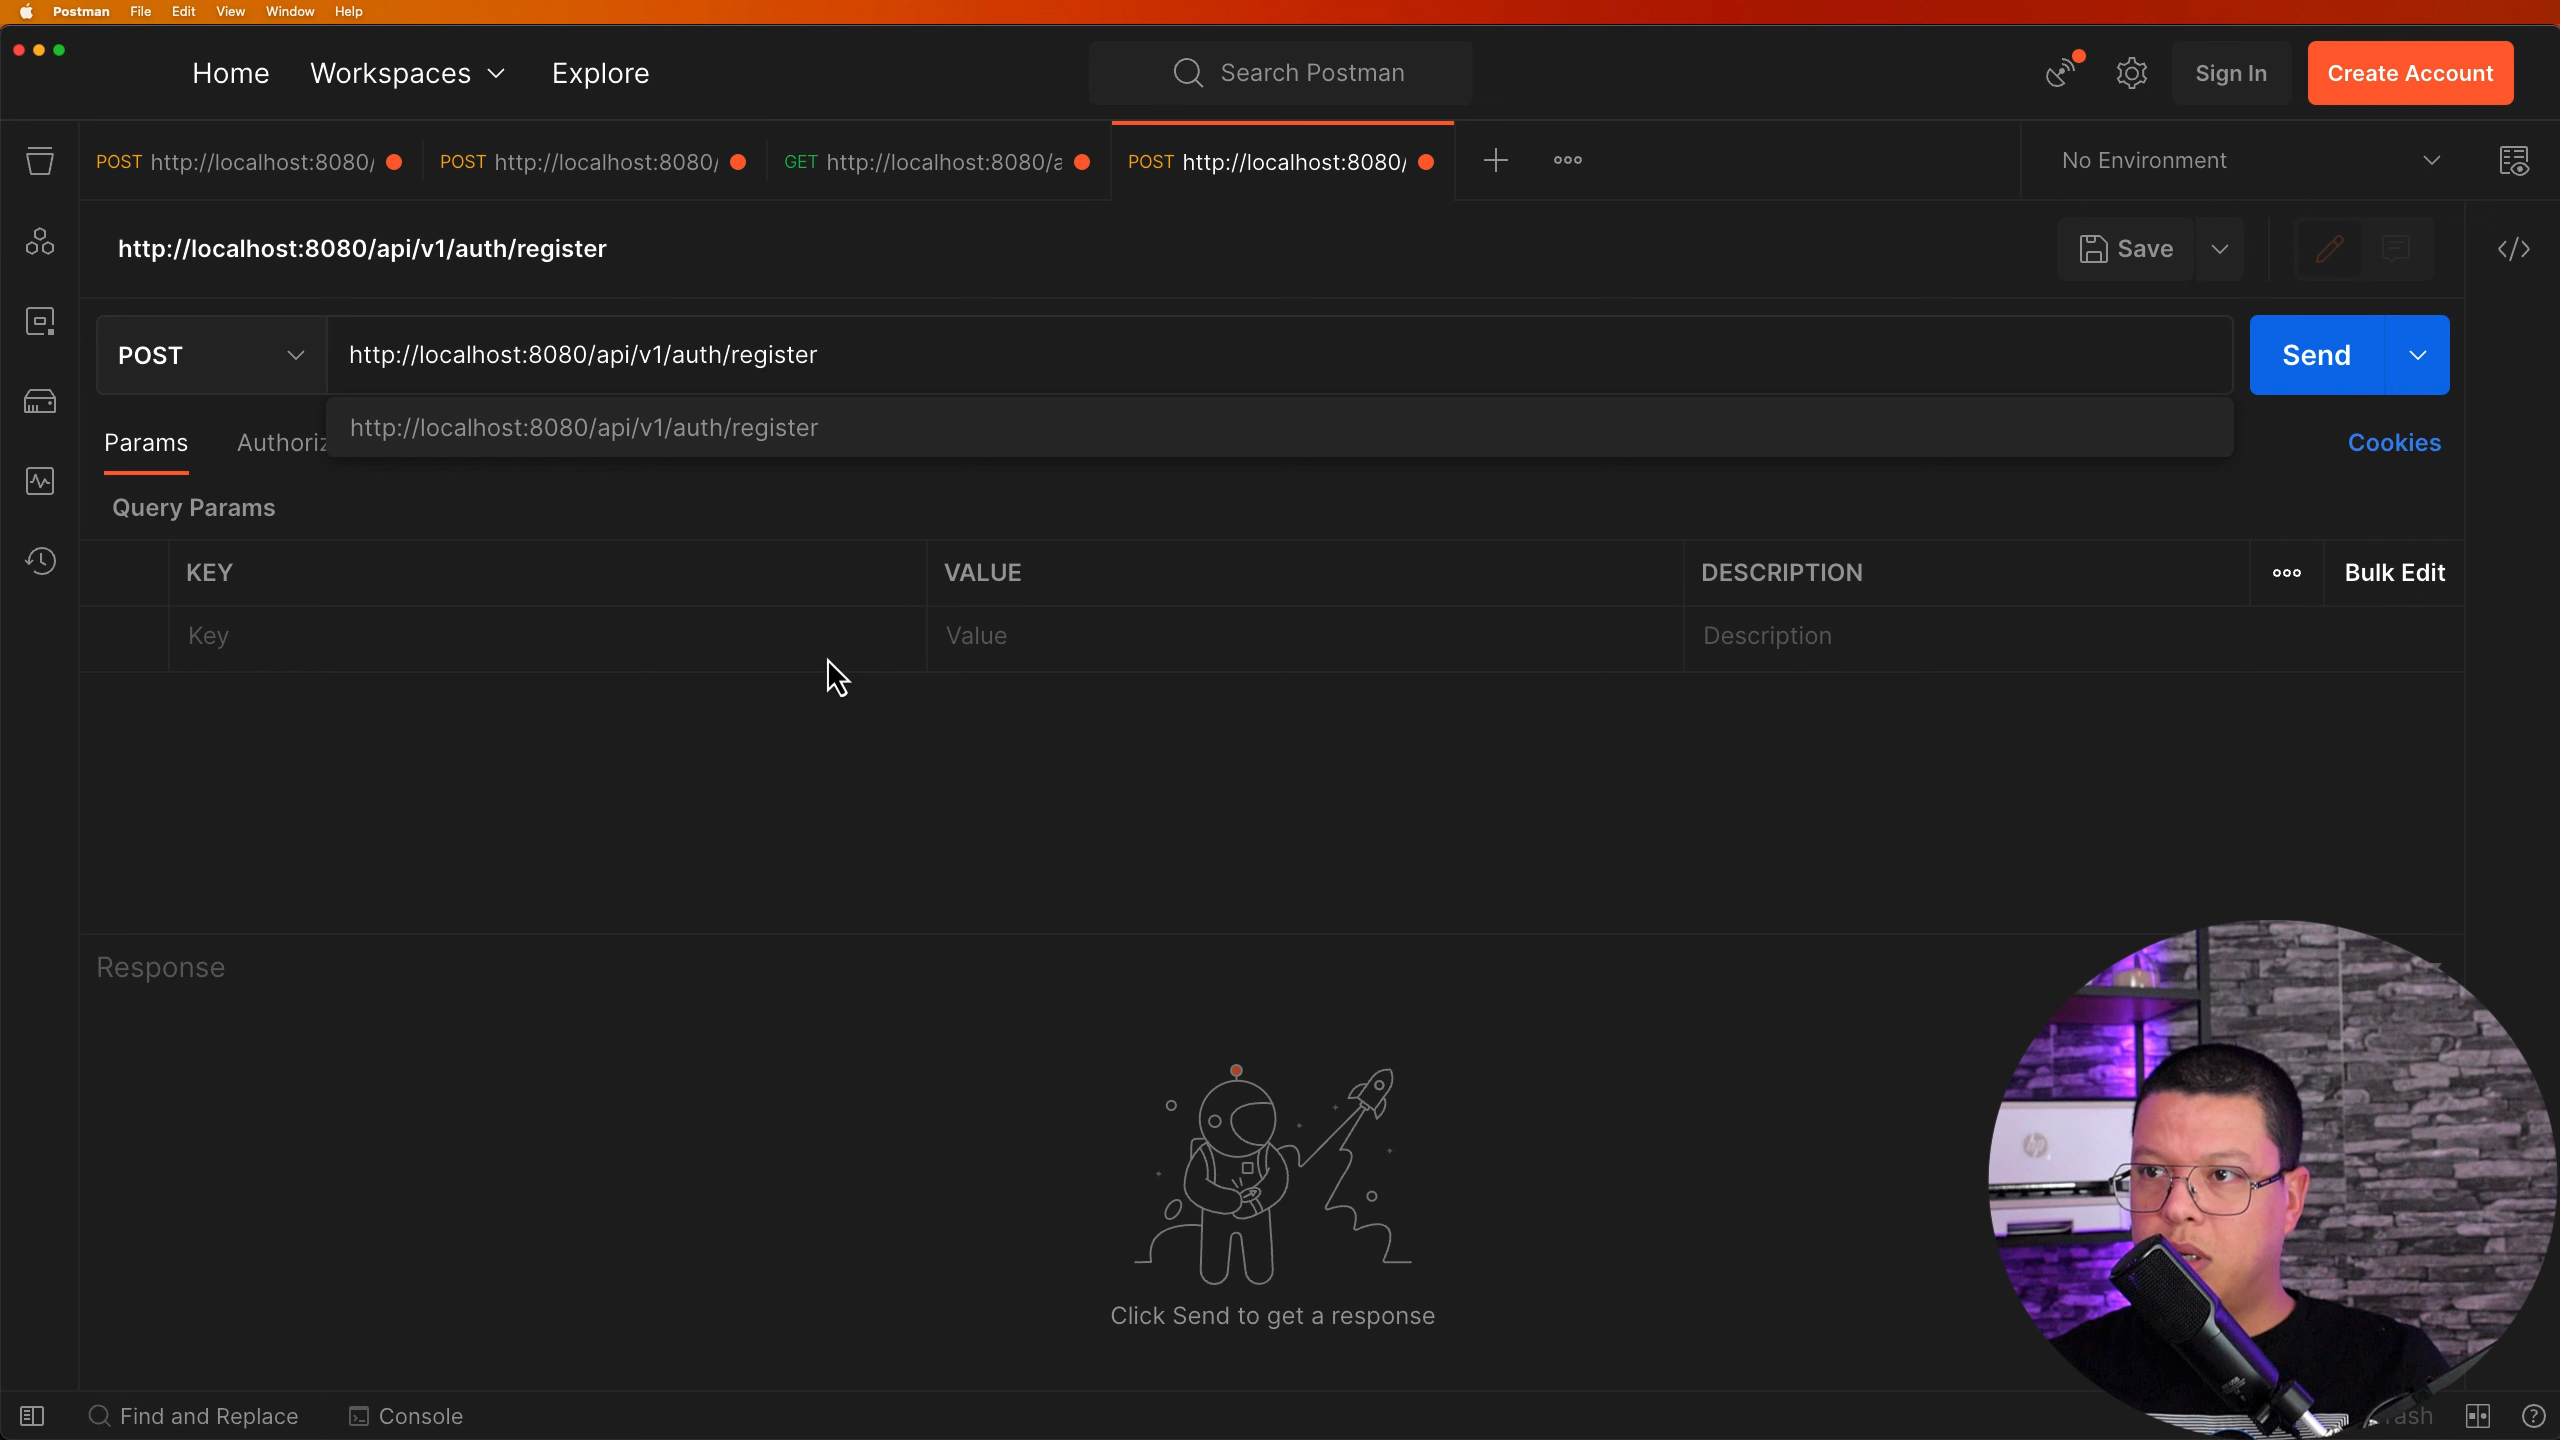 Postman File Edit View Window Help
Home Workspaces Explore
Search Postman
Sign In
Create Account
POST http://localhost:8080/
POST http://localhost:8080/
GET http://localhost:8080/a
POST http://localhost:8080/
No Environment
http://localhost:8080/api/v1/auth/register
Save
POST
http://localhost:8080/api/v1/auth/register
Send
http://localhost:8080/api/v1/auth/register
Params
Authoriz
Cookies
Query Params
KEY VALUE DESCRIPTION
Bulk Edit
Key Value Description
Response
hp
Click Send to get a response
Find and Replace
Console